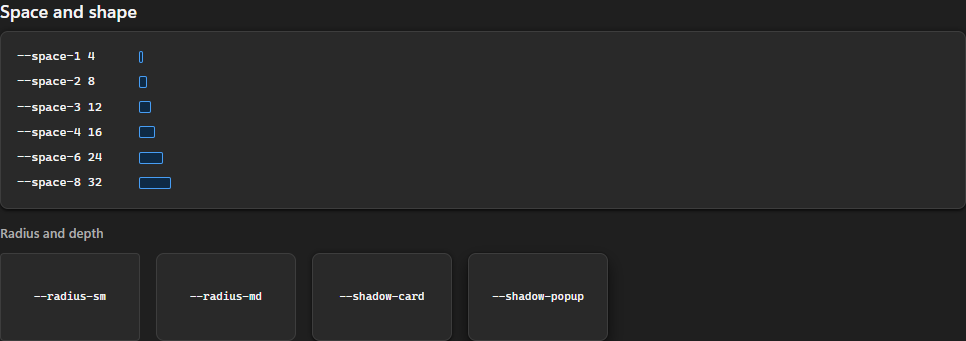 Space and shape
--space-1 4
--space-2 8
--space-3 12
--space-4 16
--space-6 24
--space-8 32
Radius and depth
--radius-sm
--radius-md
--shadow-card
--shadow-popup